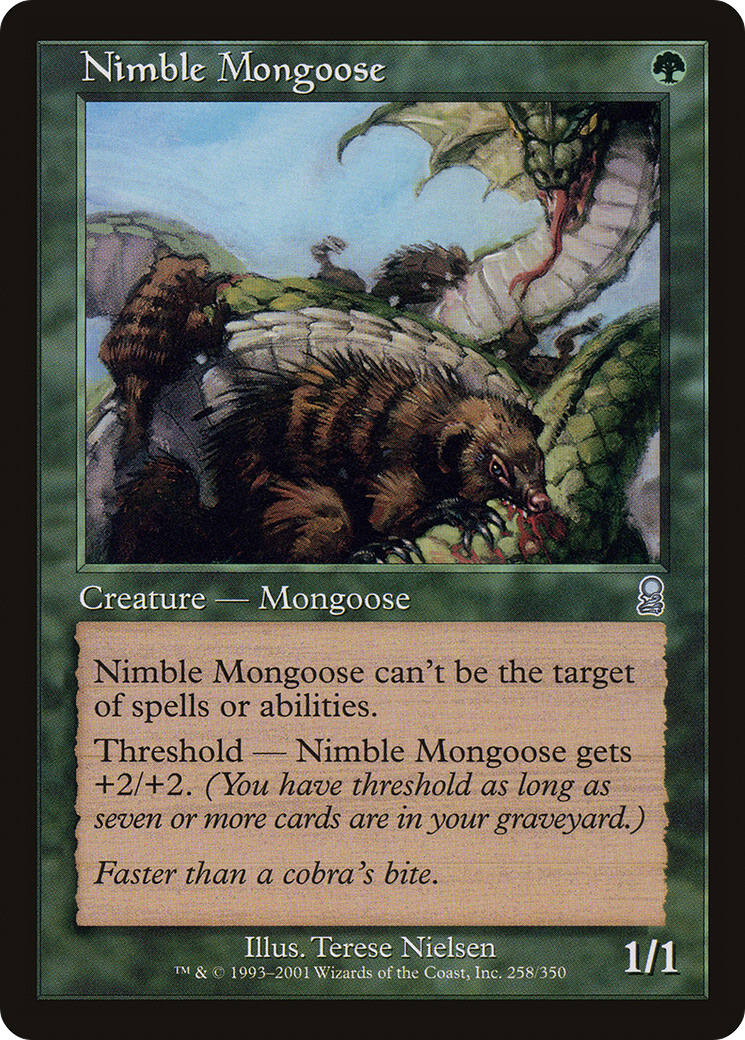 Nimble Mongoose
Creature — Mongoose
Nimble Mongoose can't be the target
of spells or abilities.
Threshold — Nimble Mongoose gets
+2/+2. (You have threshold as long as
seven or more cards are in your graveyard.)
Faster than a cobra's bite.
Illus. Terese Nielsen
™ & © 1993–2001 Wizards of the Coast, Inc. 258/350
1/1